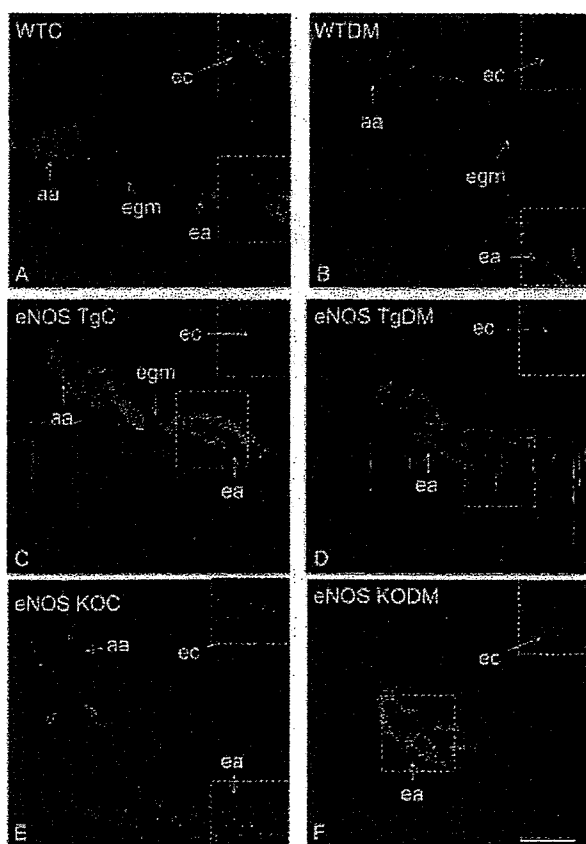 WTC
ec
aa
egm
ea
A
WTDM
ec
aa
egm
ea
B
eNOS TgC
ec
egm
aa
ea
C
eNOS TgDM
ec
ea
D
eNOS KOC
aa
ec
ea
E
eNOS KODM
ec
ea
F